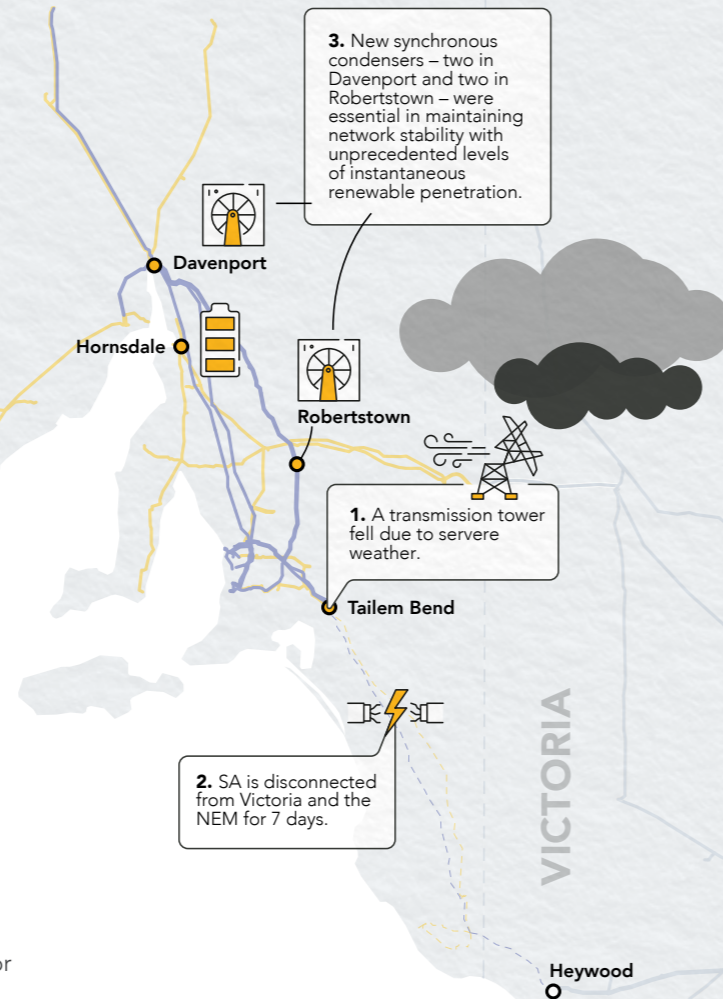 3. New synchronous
condensers – two in
Davenport and two in
Robertstown – were
essential in maintaining
network stability with
unprecedented levels
of instantaneous
renewable penetration.
Davenport
Hornsdale
Robertstown
1. A transmission tower
fell due to servere
weather.
Tailem Bend
2. SA is disconnected
from Victoria and the
NEM for 7 days.
VICTORIA
or
Heywood